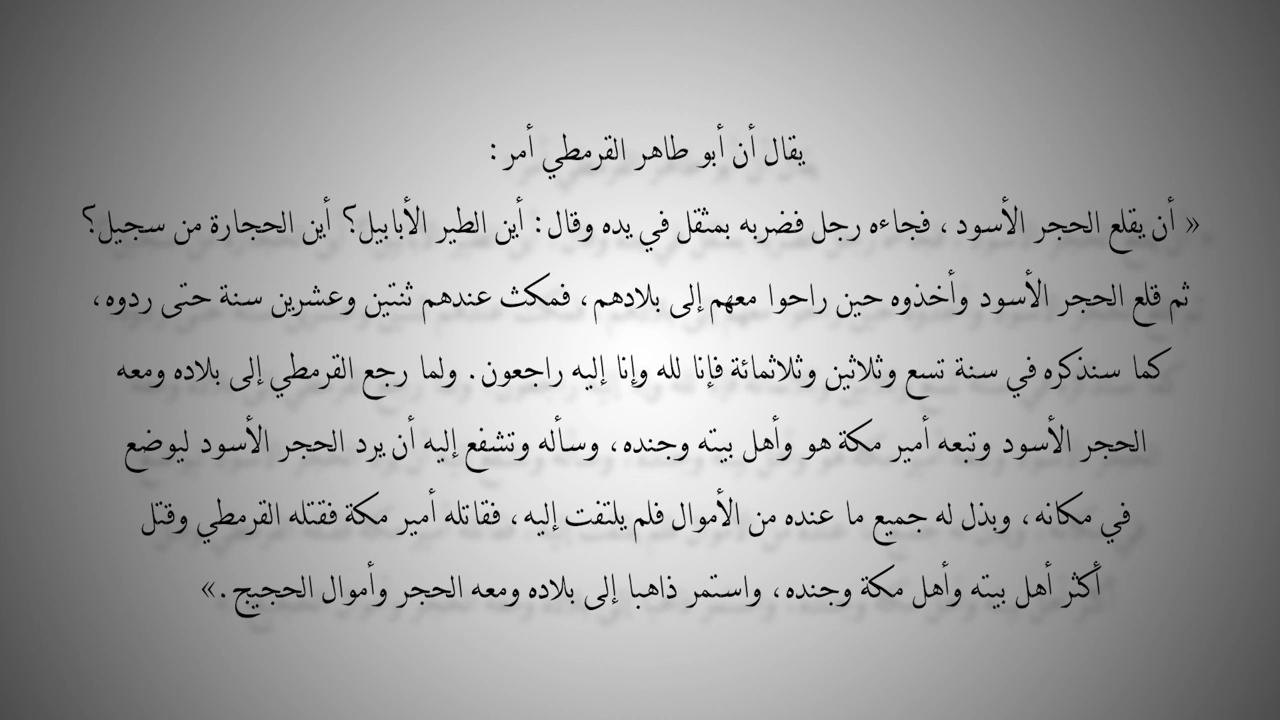 يقال أن أبو طاهر القرمطي أمر :
« أن يقلع الحجر الأسود ، فجاءه رجل فضربه بمثقل في يده وقال : أين الطير الأبابيل؟ أين الحجارة من سجيل؟
ثم قلع الحجر الأسود وأخذوه حين راحوا معهم إلى بلادهم، فمكث عندهم ثنتين وعشرين سنة حتى ردوه،
كما سنذكره في سنة تسع وثلاثين وثلاثمائة فإنا لله وإنا إليه راجعون. ولما رجع القرمطي إلى بلاده ومعه
الحجر الأسود وتبعه أمير مكة هو وأهل بيته وجنده، وسأله وتشفع إليه أن يرد الحجر الأسود ليوضع
في مكانه، وبذل له جميع ما عنده من الأموال فلم يلتفت إليه، فقاتله أمير مكة فقتله القرمطي وقتل
أكثر أهل بيته وأهل مكة وجنده، واستمر ذاهبا إلى بلاده ومعه الحجر وأموال الحجيج.»